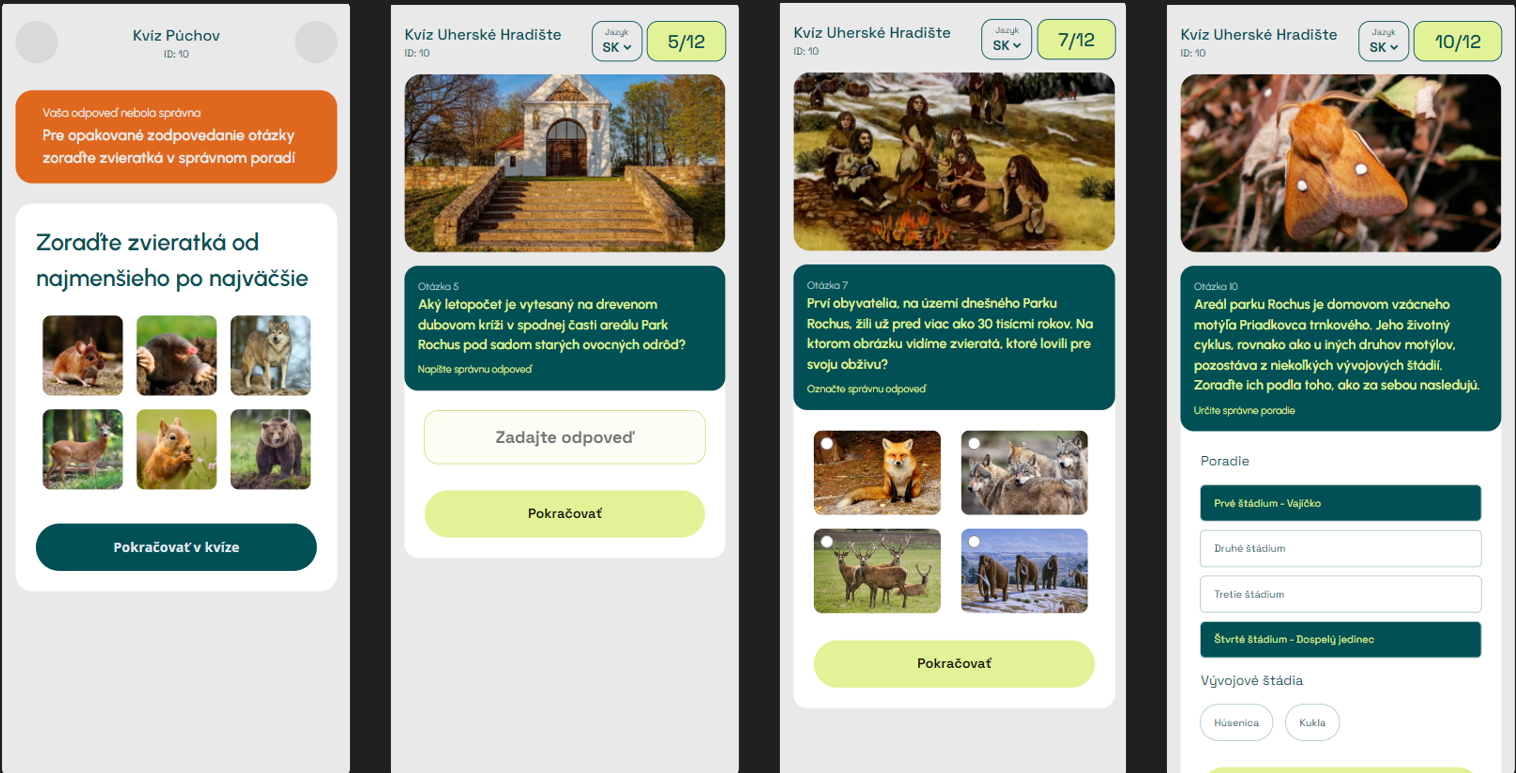 Kvíz Púchov
ID: 10
Vaša odpoveď nebola správna
Pre opakované zodpovedanie otázky
zoraďte zvieratká v správnom poradí
Zoraďte zvieratká od
najmenšieho po najväčšie
Pokračovať v kvíze
Kvíz Uherské Hradište
ID: 10
Jazyk
SK
5/12
Otázka 5
Aký letopočet je vytesaný na drevenom
dubovom kríži v spodnej časti areálu Park
Rochus pod sadom starých ovocných odrôd?
Napíšte správnu odpoveď
Zadajte odpoveď
Pokračovať
Kvíz Uherské Hradište
ID: 10
Jazyk
SK
7/12
Otázka 7
Prví obyvatelia, na území dnešného Parku
Rochus, žili už pred viac ako 30 tisícmi rokov. Na
ktorom obrázku vidíme zvieratá, ktoré lovili pre
svoju obživu?
Označte správnu odpoveď
Pokračovať
Kvíz Uherské Hradište
ID: 10
Jazyk
SK
10/12
Otázka 10
Areál parku Rochus je domovom vzácneho
motýľa Priadkovca trnkového. Jeho životný
cyklus, rovnako ako u iných druhov motýlov,
pozostáva z niekoľkých vývojových štádií.
Zoraďte ich podla toho, ako za sebou nasledujú.
Určite správne poradie
Poradie
Prvé štádium - Vajíčko
Druhé štádium
Tretie štádium
Štvrté štádium - Dospelý jedinec
Vývojové štádia
Húsenica
Kukla